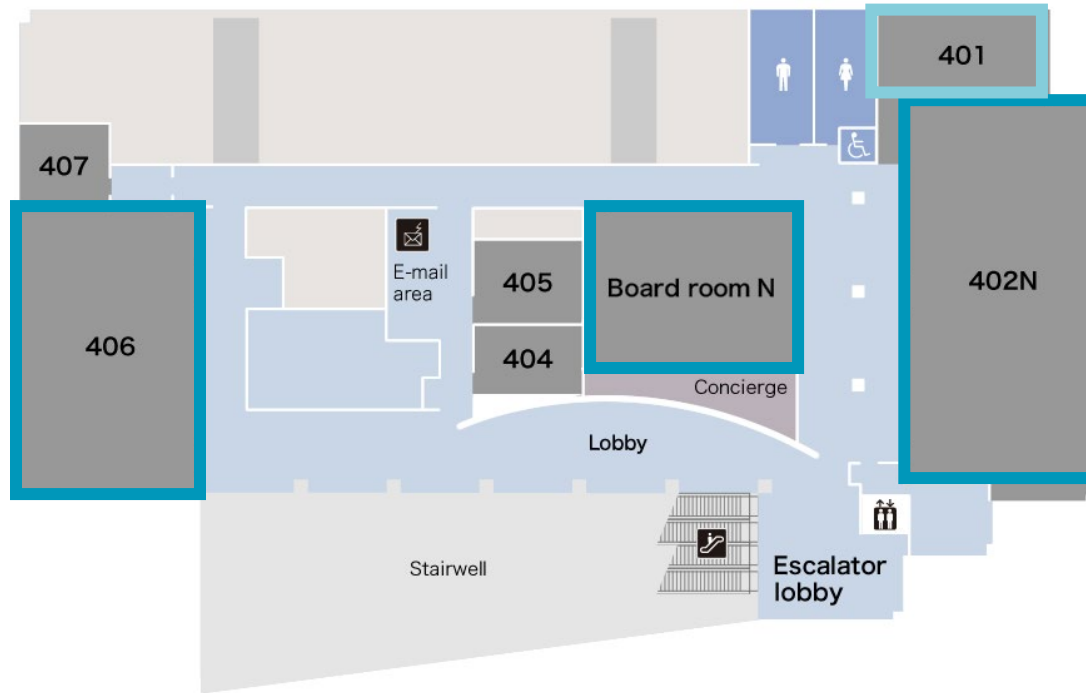 401
407
402N
E-mail
area
405
Board room N
406
404
Concierge
Lobby
Stairwell
Escalator
lobby